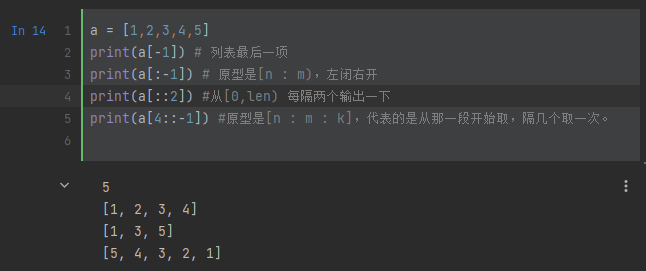 In 14
1 a = [1,2,3,4,5]
2 print(a[-1]) # 列表最后一项
3 print(a[:-1]) # 原型是[n : m)，左闭右开
4 print(a[::2]) #从[0,len) 每隔两个输出一下
5 print(a[4::-1]) #原型是[n : m : k]，代表的是从那一段开始取，隔几个取一次。
6
5
[1, 2, 3, 4]
[1, 3, 5]
[5, 4, 3, 2, 1]